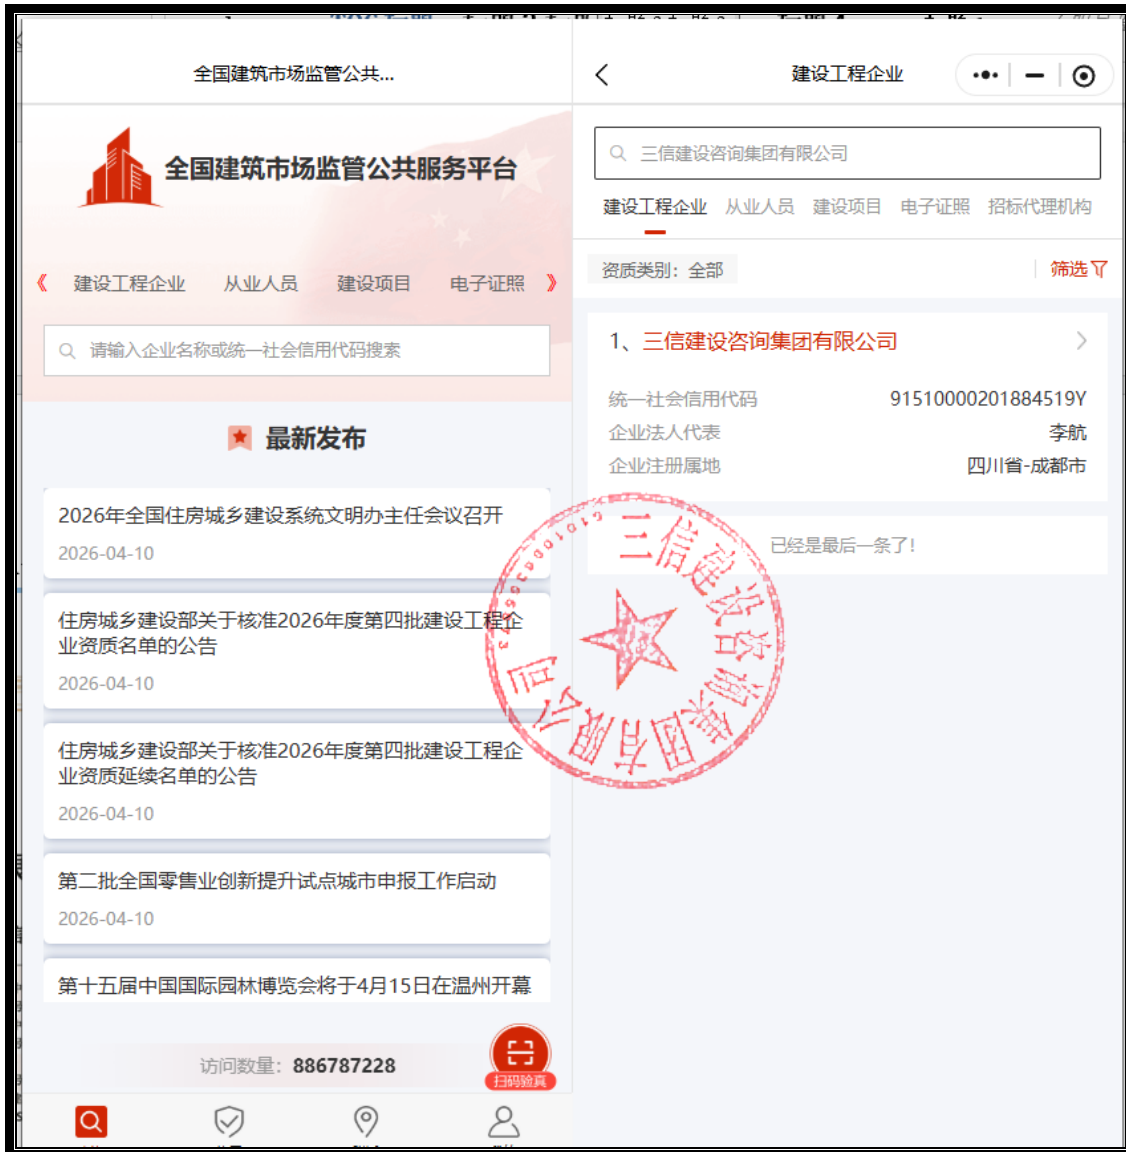 全国建筑市场监管公共...
全国建筑市场监管公共服务平台
《 建设工程企业 从业人员 建设项目 电子证照 》
请输入企业名称或统一社会信用代码搜索
最新发布
2026年全国住房城乡建设系统文明办主任会议召开
2026-04-10
住房城乡建设部关于核准2026年度第四批建设工程企
业资质名单的公告
2026-04-10
住房城乡建设部关于核准2026年度第四批建设工程企
业资质延续名单的公告
2026-04-10
第二批全国零售业创新提升试点城市申报工作启动
2026-04-10
第十五届中国国际园林博览会将于4月15日在温州开幕
访问数量：886787228
扫码验真
建设工程企业
三信建设咨询集团有限公司
建设工程企业 从业人员 建设项目 电子证照 招标代理机构
资质类别：全部
筛选
1、三信建设咨询集团有限公司
统一社会信用代码 91510000201884519Y
企业法人代表 李航
企业注册属地 四川省-成都市
已经是最后一条了!
三信建设咨询集团有限公司